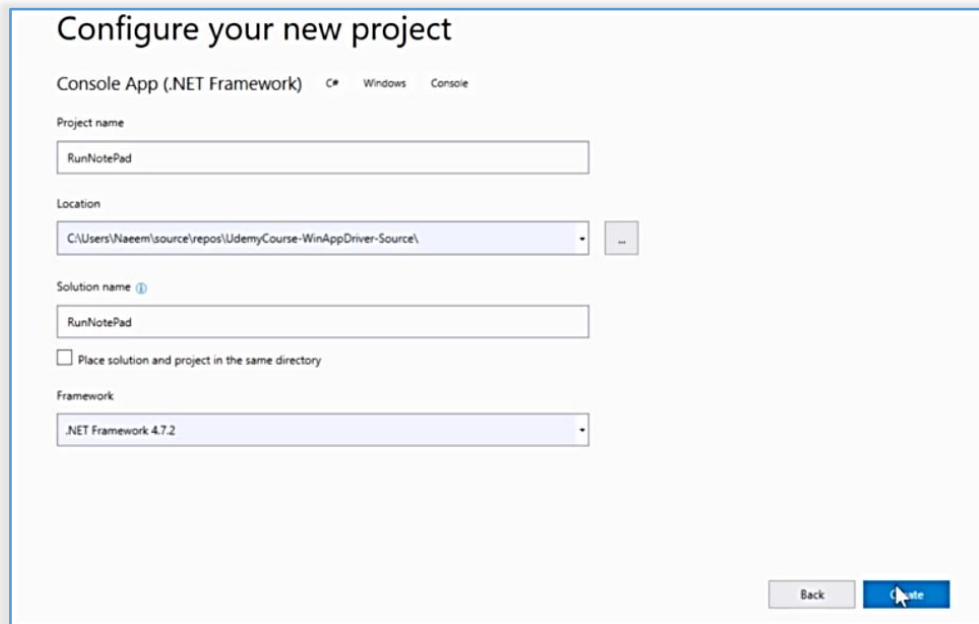 Configure your new project
Console App (.NET Framework) C# Windows Console
Project name
RunNotePad
Location
C:\Users\Naeem\source\repos\UdemyCourse-WinAppDriver-Source\
...
Solution name
RunNotePad
Place solution and project in the same directory
Framework
.NET Framework 4.7.2
Back Create